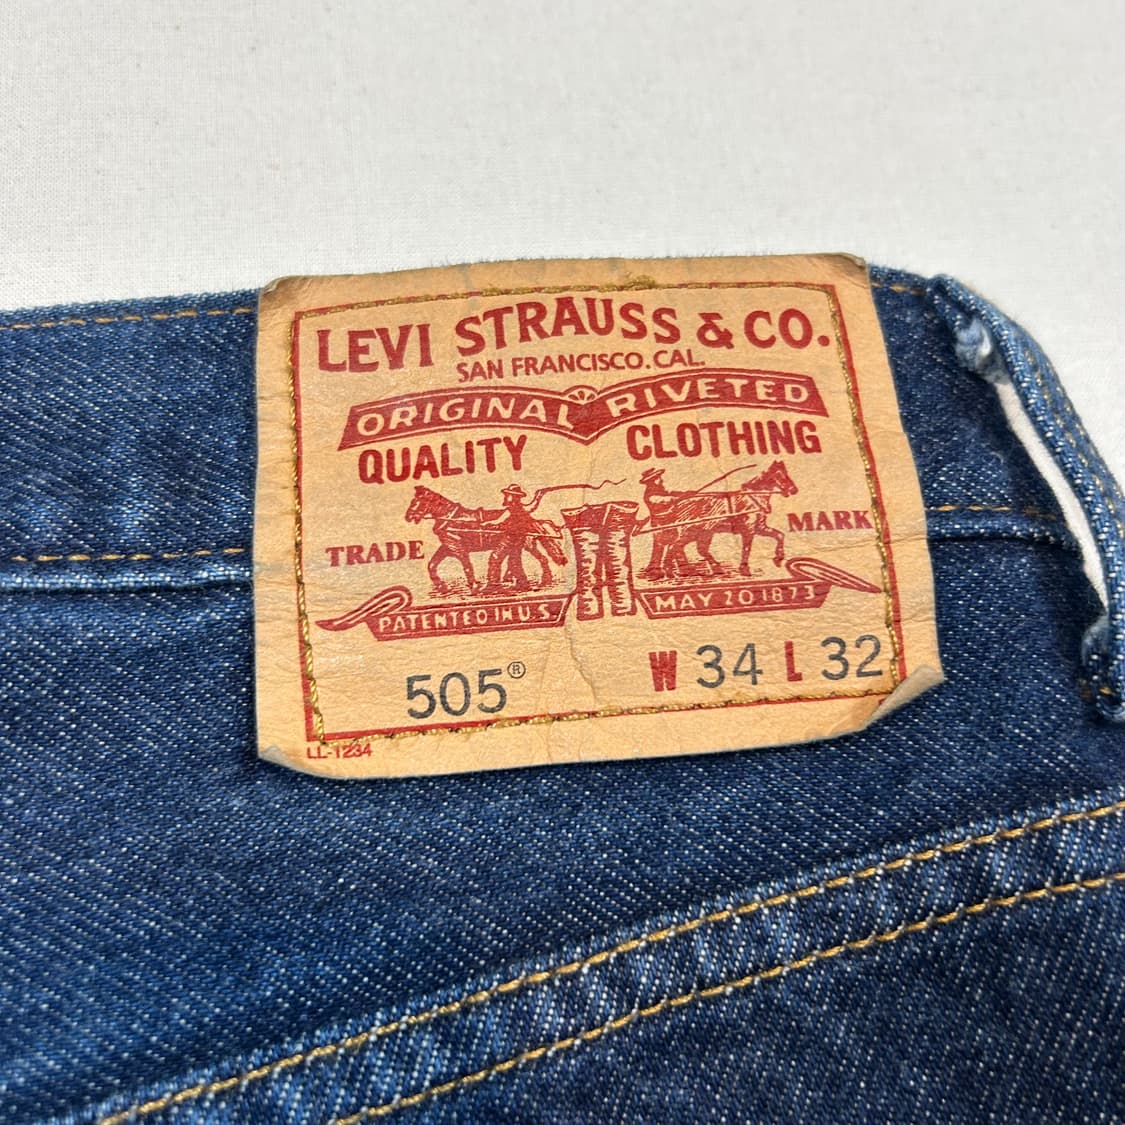 LEVI STRAUSS & CO.
SAN FRANCISCO. CAL.
ORIGINAL RIVETED
QUALITY CLOTHING
TRADE MARK
PATENTED IN U.S. MAY 20 1873
505® W 34 L 32
LL-1234